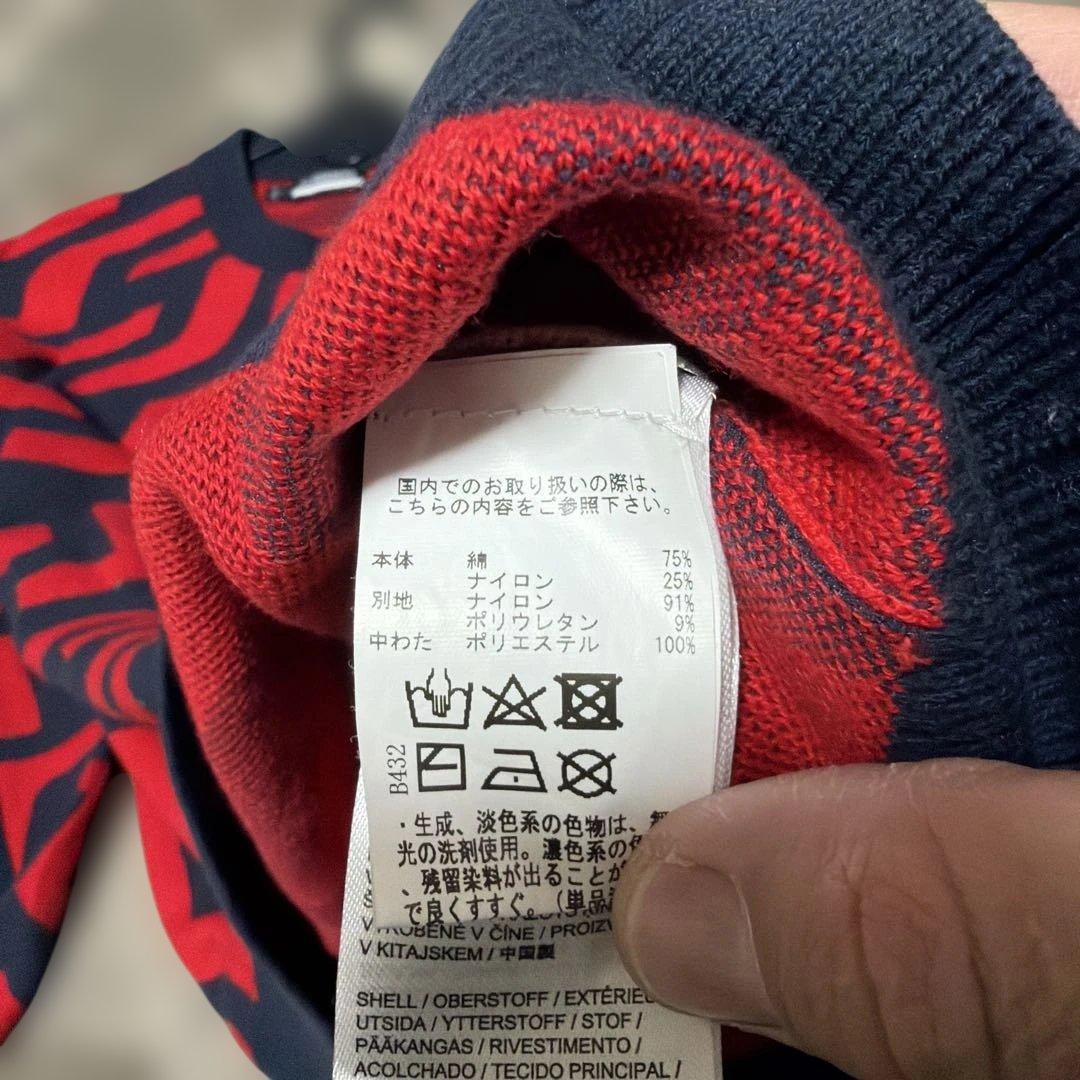 国内でのお取り扱いの際は、
こちらの内容をご参照下さい。
本体 綿 75%
ナイロン 25%
別地 ナイロン 91%
ポリウレタン 9%
中わた ポリエステル 100%
B432
・生成、淡色系の色物は、
光の洗剤使用。濃色系の
、残留染料が出ることが
で良くすすぐ。(単品
VYROBENÉ V ČÍNE /
V KITAJSKEM / 中国製
SHELL / OBERSTOFF /
UTSIDA / YTTERSTOFF / STOF /
PÄÄKANGAS / RIVESTIMENTO /
ACOLCHADO / TECIDO PRINCIPAL /